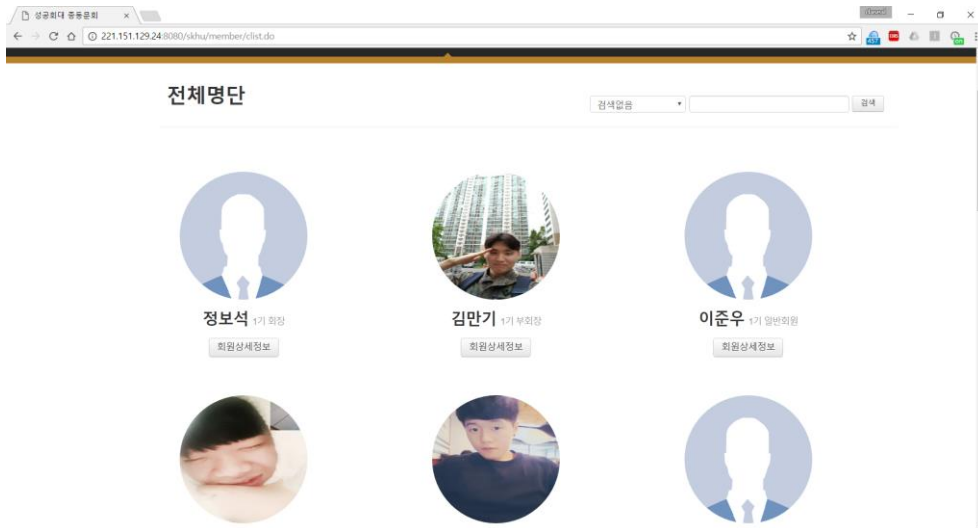 성공회대 총동문회
221.151.129.24:8080/skhu/member/clist.do
전체명단
검색없음
검색
정보석 1기 회장
김만기 1기 부회장
이준우 1기 일반회원
회원상세정보
회원상세정보
회원상세정보